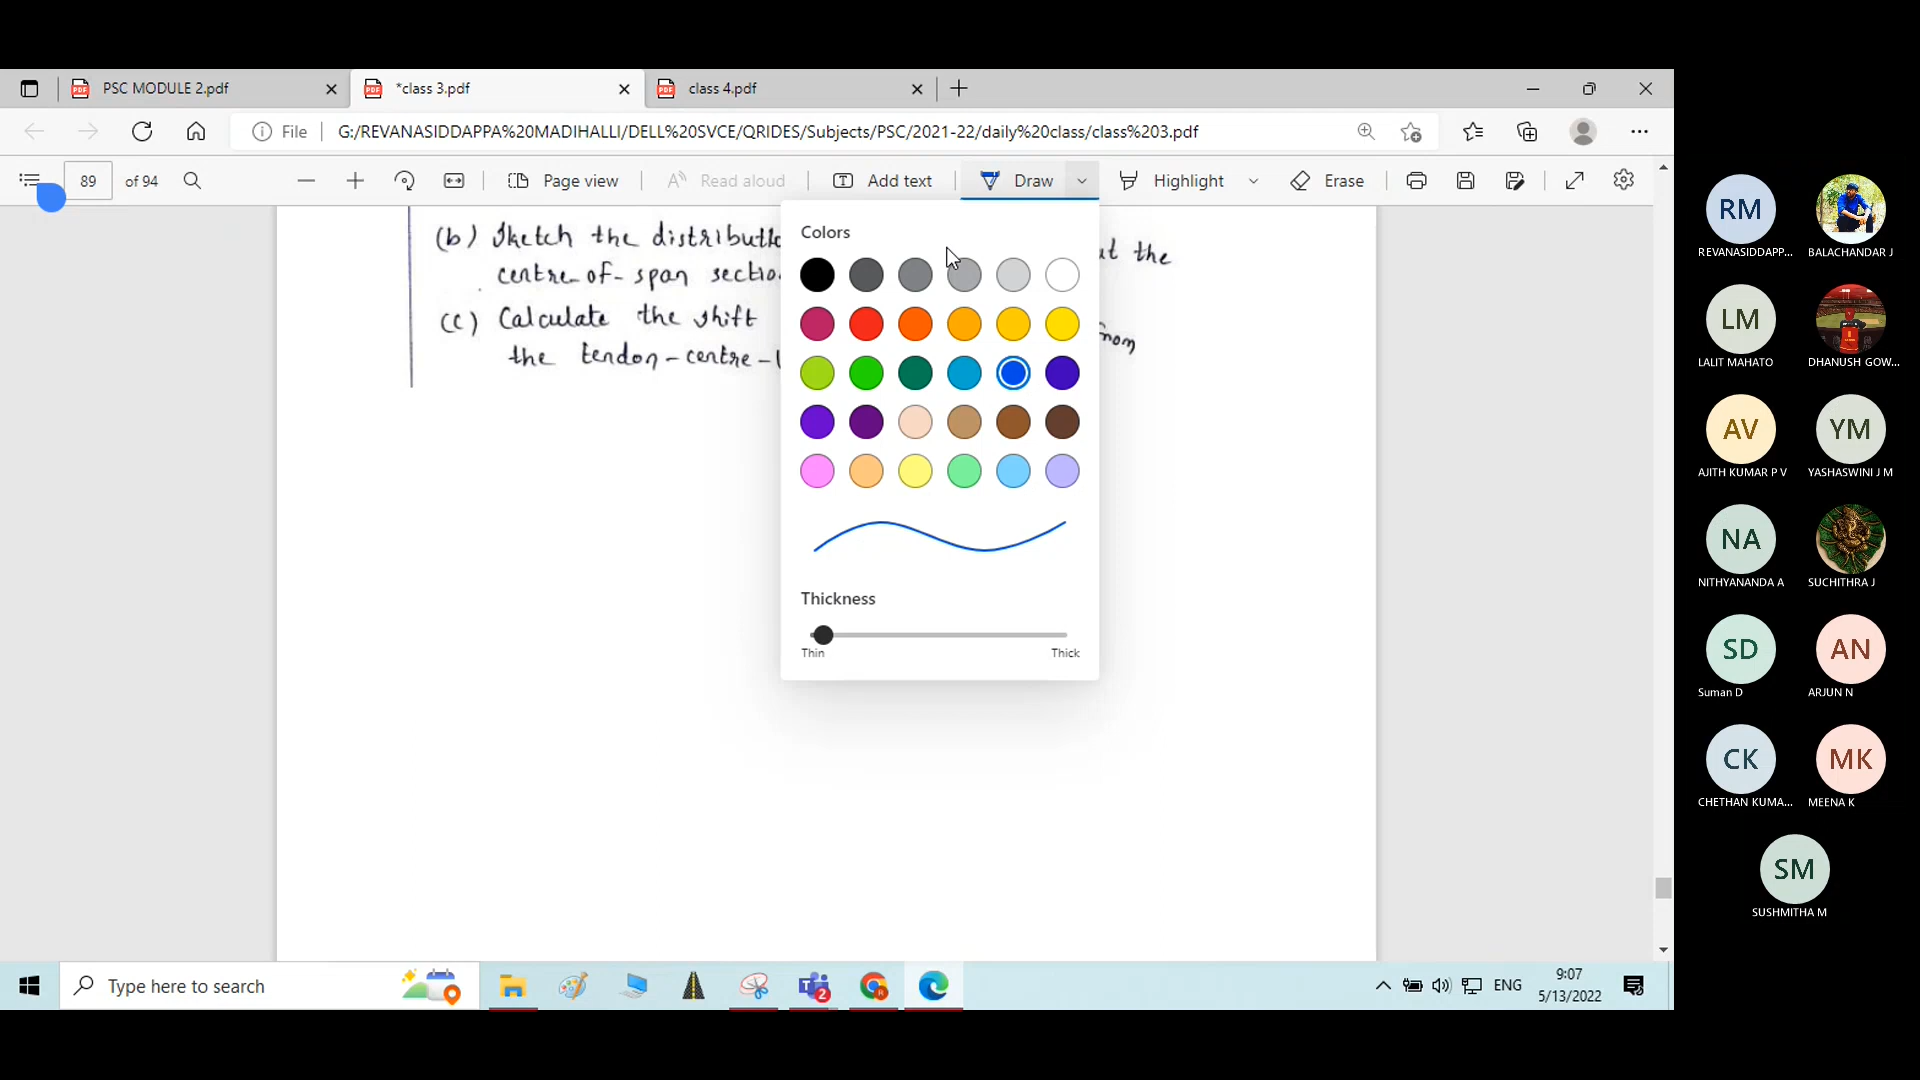 PSC MODULE 2.pdf
*class 3.pdf
class 4.pdf
File
G:/REVANASIDDAPPA%20MADIHALLI/DELL%20SVCE/QRIDES/Subjects/PSC/2021-22/daily%20class/class%203.pdf
89 of 94
Page view
Read aloud
Add text
Draw
Highlight
Erase
(b) Sketch the distributio
ut the
centre-of-span sectio
(c) Calculate the shift
from
the tendon-centre-
Colors
Thickness
Thin
Thick
RM
REVANASIDDAPP...
BALACHANDAR J
LM
LALIT MAHATO
DHANUSH GOW...
AV
AJITH KUMAR P V
YM
YASHASWINI J M
NA
NITHYANANDA A
SUCHITHRA J
SD
Suman D
AN
ARJUN N
CK
CHETHAN KUMA...
MK
MEENA K
SM
SUSHMITHA M
Type here to search
2
R
ENG
9:07
5/13/2022